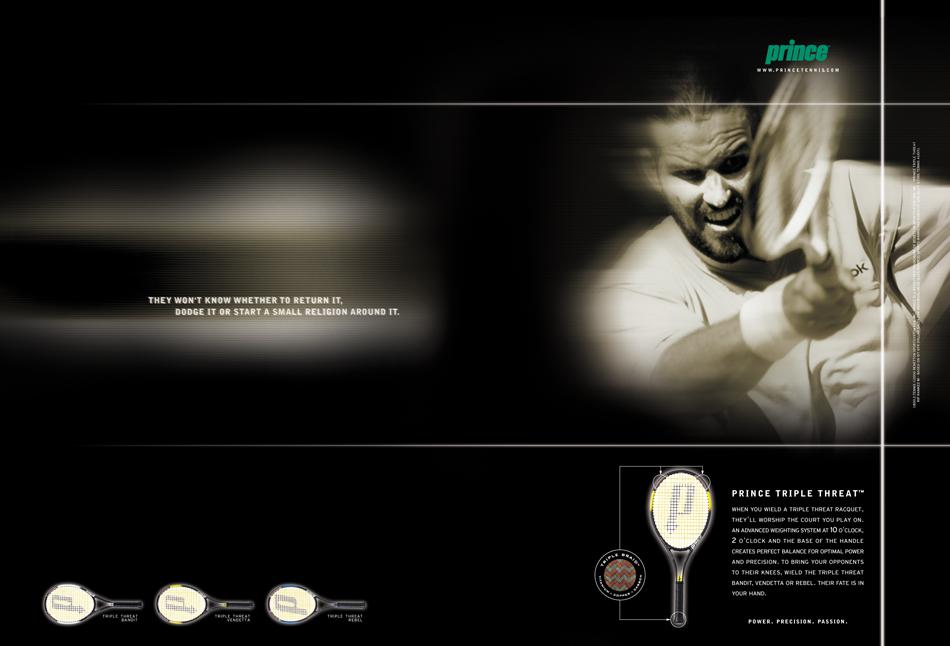 prince
WWW.PRINCETENNIS.COM
THEY WON'T KNOW WHETHER TO RETURN IT,
DODGE IT OR START A SMALL RELIGION AROUND IT.
ok
PRINCE TRIPLE THREAT™
WHEN YOU WIELD A TRIPLE THREAT RACQUET,
THEY'LL WORSHIP THE COURT YOU PLAY ON.
AN ADVANCED WEIGHTING SYSTEM AT 10 O'CLOCK,
2 O'CLOCK AND THE BASE OF THE HANDLE
CREATES PERFECT BALANCE FOR OPTIMAL POWER
AND PRECISION. TO BRING YOUR OPPONENTS
TO THEIR KNEES, WIELD THE TRIPLE THREAT
BANDIT, VENDETTA OR REBEL. THEIR FATE IS IN
YOUR HAND.
POWER. PRECISION. PASSION.
TRIPLE BRAID
TRIPLE THREAT
BANDIT
TRIPLE THREAT
VENDETTA
TRIPLE THREAT
REBEL